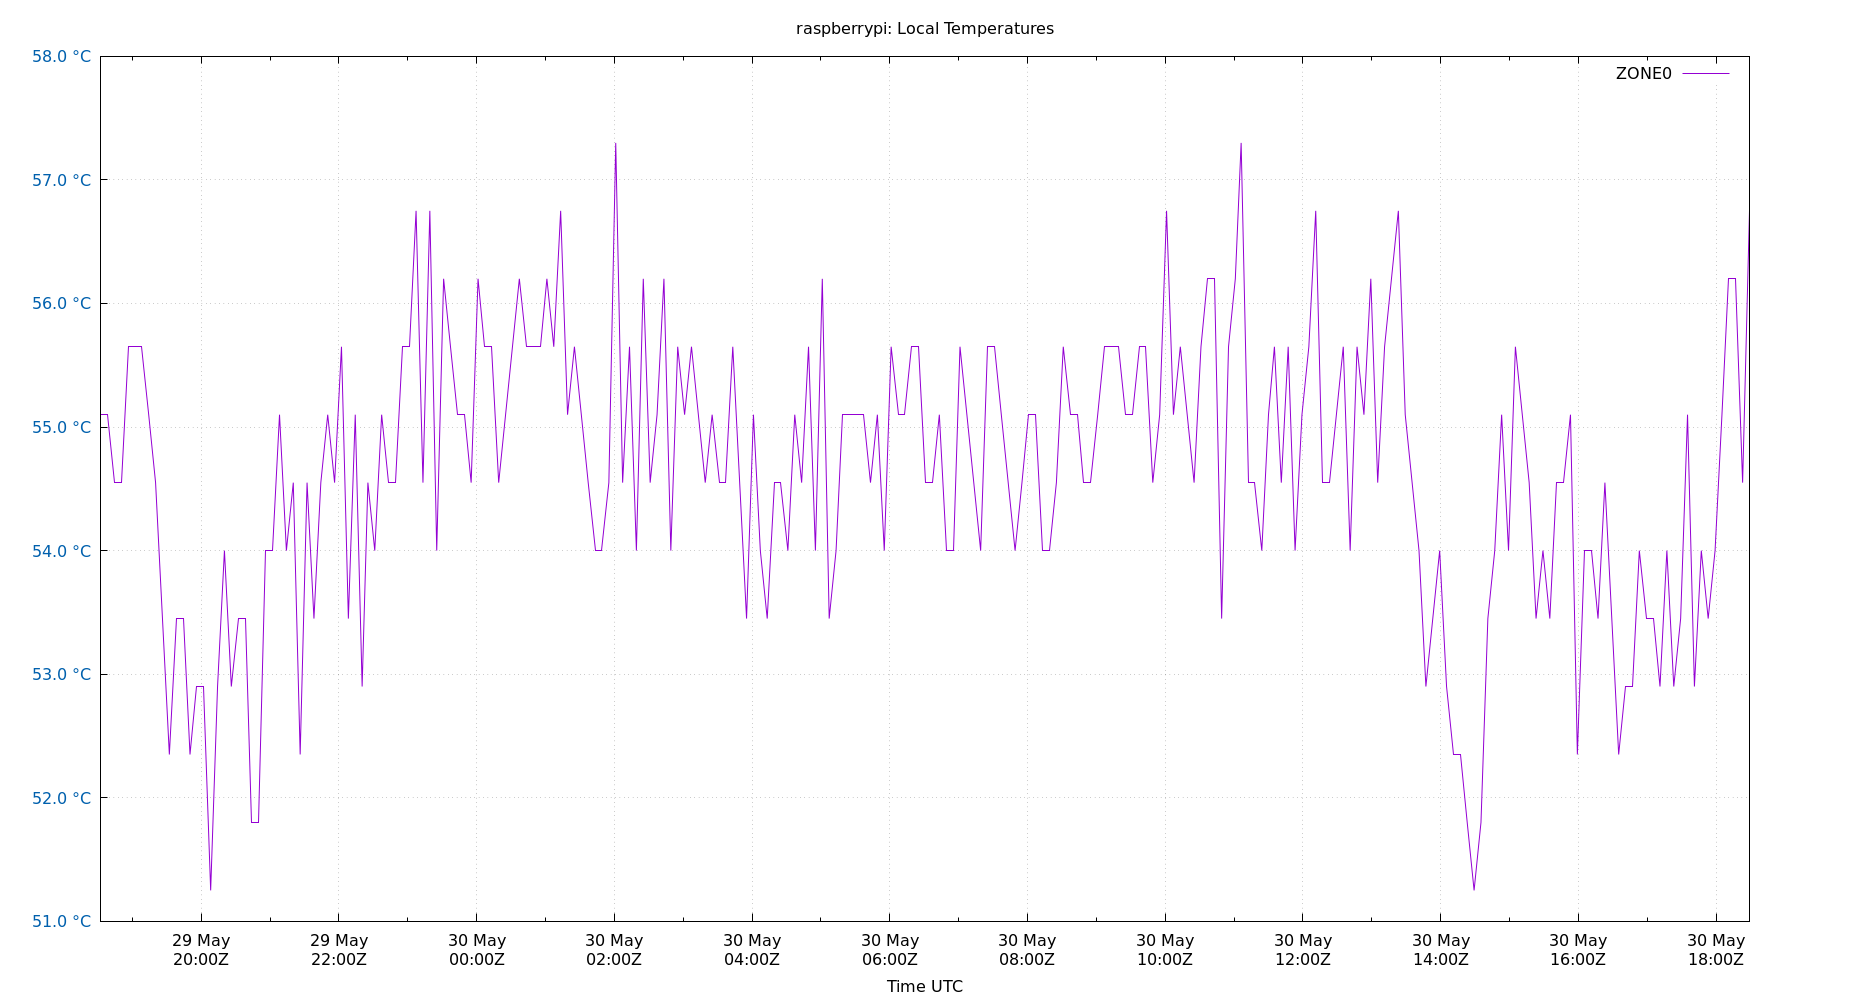 raspberrypi: Local Temperatures
58.0 °C
ZONE0
57.0 °C
56.0 °C
55.0 °C
54.0 °C
53.0 °C
52.0 °C
51.0 °C
29 May 29 May 30 May 30 May 30 May 30 May 30 May 30 May 30 May 30 May 30 May 30 May
20:00Z 22:00Z 00:00Z 02:00Z 04:00Z 06:00Z 08:00Z 10:00Z 12:00Z 14:00Z 16:00Z 18:00Z
Time UTC